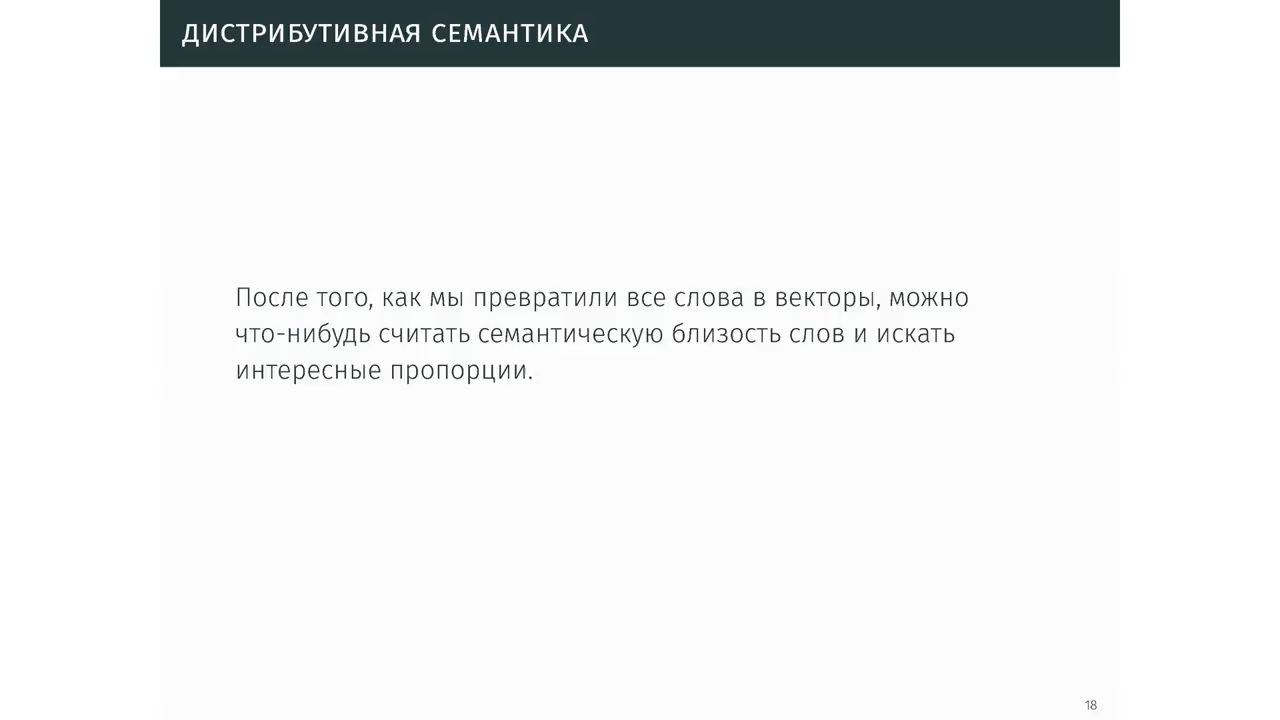 ДИСТРИБУТИВНАЯ СЕМАНТИКА
После того, как мы превратили все слова в векторы, можно
что-нибудь считать семантическую близость слов и искать
интересные пропорции.
18